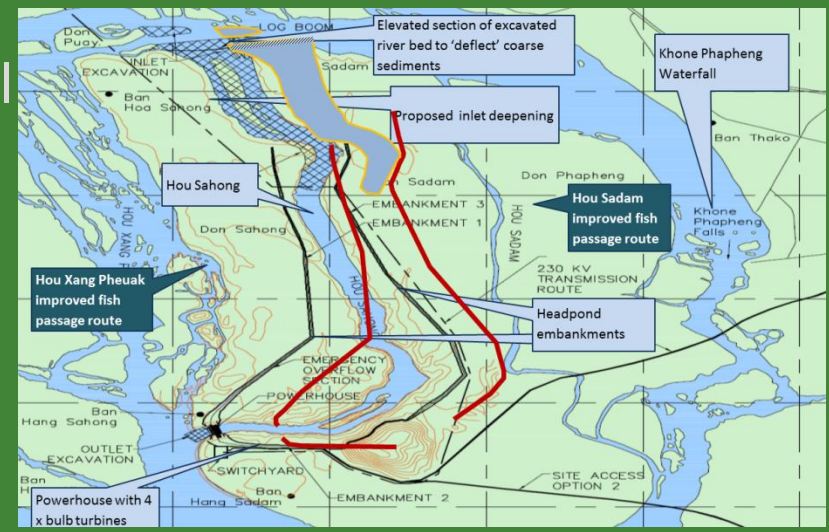 LOG BOOM
Don
Puay
INLET
EXCAVATION
Ban
Hoa Sahong
Elevated section of excavated
river bed to ‘deflect’ coarse
sediments
Sadam
Proposed inlet deepening
Khone Phapheng
Waterfall
Ban Thako
Hou Sahong
Sadam
Don Phapheng
EMBANKMENT 3
EMBANKMENT 1
Don Sahong
HOU XANG
HOU SADAM
Hou Sadam
improved fish
passage route
Khone
Phapheng
Falls
230 KV
TRANSMISSION
ROUTE
Hou Xang Pheuak
improved fish
passage route
Headpond
embankments
EMERGENCY
OVERFLOW
SECTION
POWERHOUSE
Ban
Hang Sahong
OUTLET
EXCAVATION
SWITCHYARD
Ban
Hang Sadam
EMBANKMENT 2
SITE ACCESS
OPTION 2
Powerhouse with 4
x bulb turbines